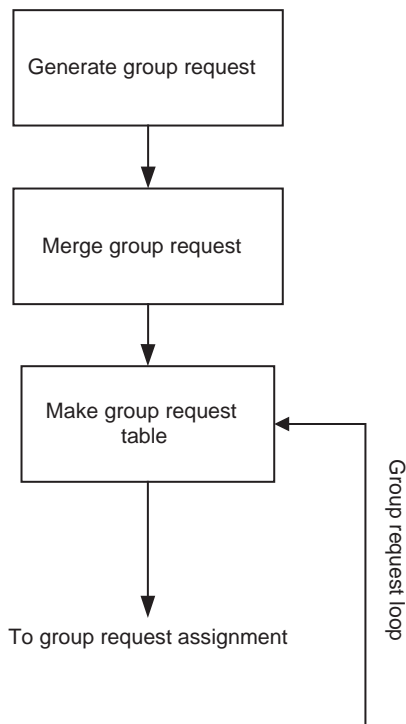 Generate group request
Merge group request
Make group request
table
Group request loop
To group request assignment